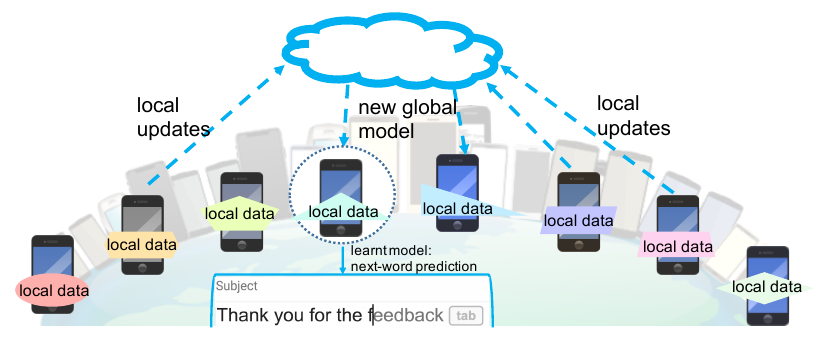 local
updates
new global
model
local
updates
local data
local data
local data
local data
local data
local data
local data
local data
learnt model:
next-word prediction
Subject
Thank you for the feedback tab